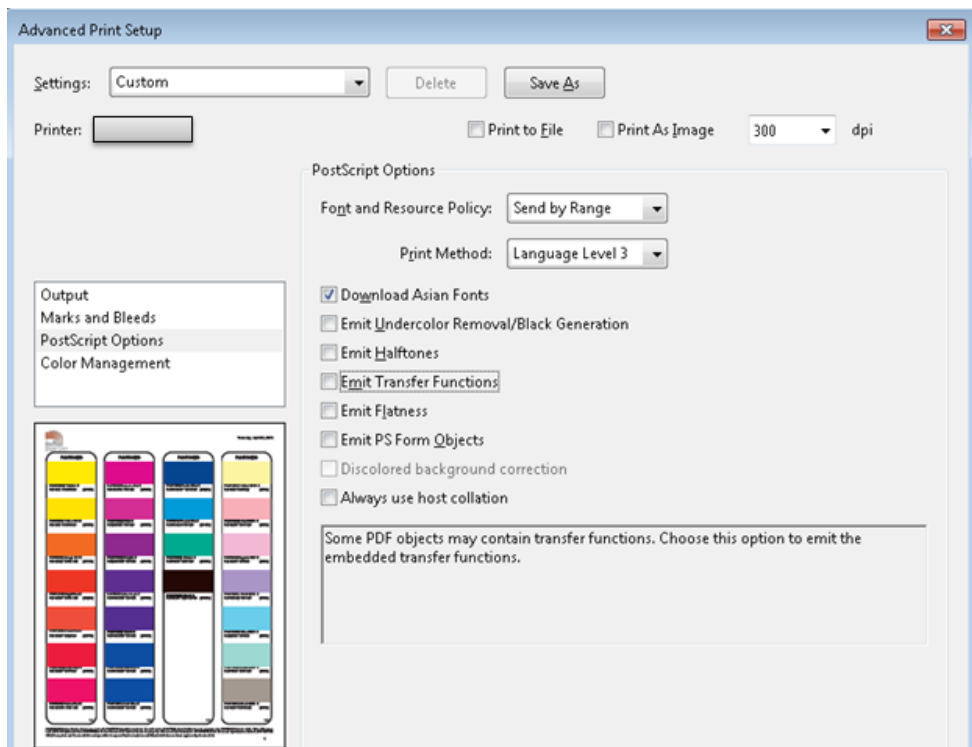 Advanced Print Setup
Settings: Custom Delete Save As
Printer: Print to File Print As Image 300 dpi
PostScript Options
Font and Resource Policy: Send by Range
Print Method: Language Level 3
Output
Marks and Bleeds
PostScript Options
Color Management
Download Asian Fonts
Emit Undercolor Removal/Black Generation
Emit Halftones
Emit Transfer Functions
Emit Flatness
Emit PS Form Objects
Discolored background correction
Always use host collation
Some PDF objects may contain transfer functions. Choose this option to emit the
embedded transfer functions.